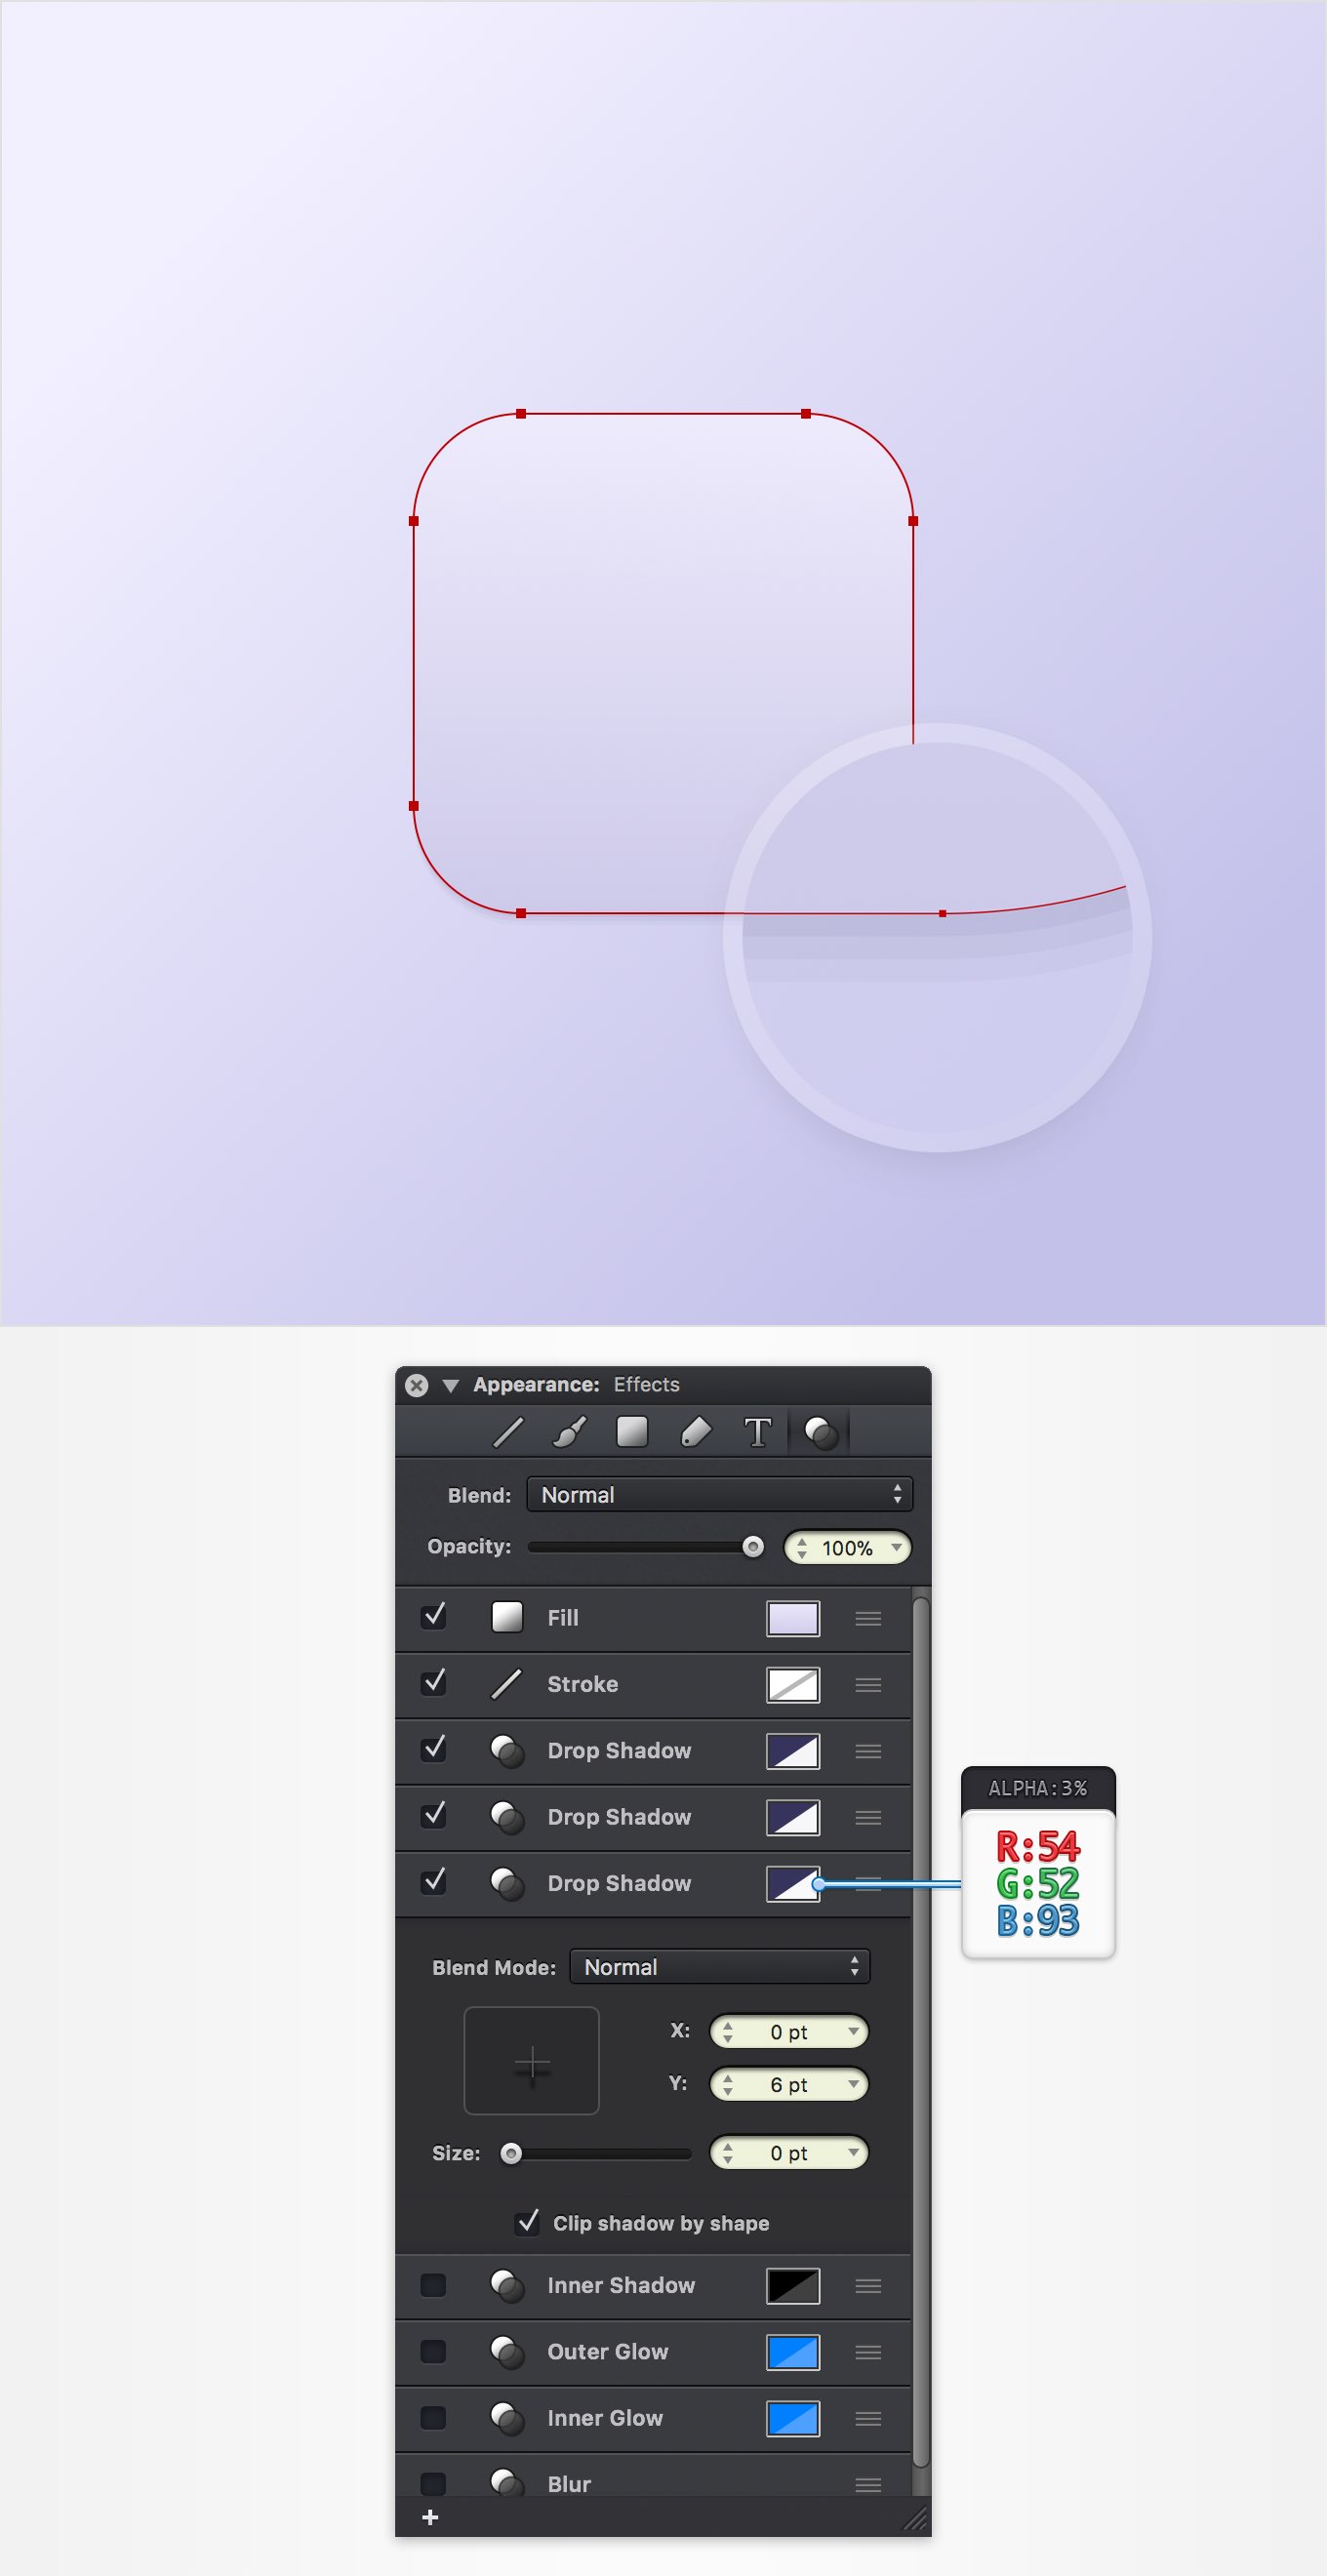 Appearance: Effects
T
Blend: Normal
Opacity: 100%
Fill
Stroke
Drop Shadow
Drop Shadow
Drop Shadow
ALPHA:3%
R:54
G:52
B:93
Blend Mode: Normal
X: 0 pt
Y: 6 pt
Size: 0 pt
Clip shadow by shape
Inner Shadow
Outer Glow
Inner Glow
Blur